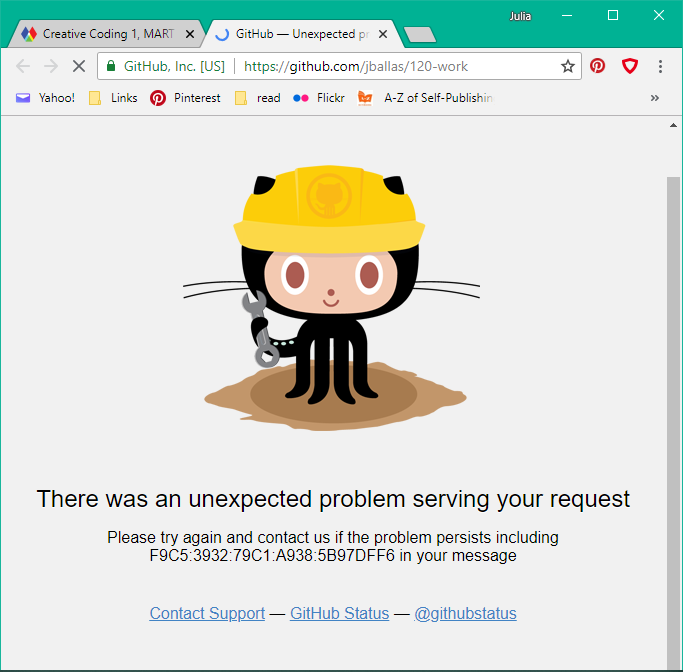 Julia
Creative Coding 1, MART
GitHub — Unexpected pr
GitHub, Inc. [US]
https://github.com/jballas/120-work
Yahoo!
Links
Pinterest
read
Flickr
A-Z of Self-Publishin
There was an unexpected problem serving your request
Please try again and contact us if the problem persists including
F9C5:3932:79C1:A938:5B97DFF6 in your message
Contact Support — GitHub Status — @githubstatus